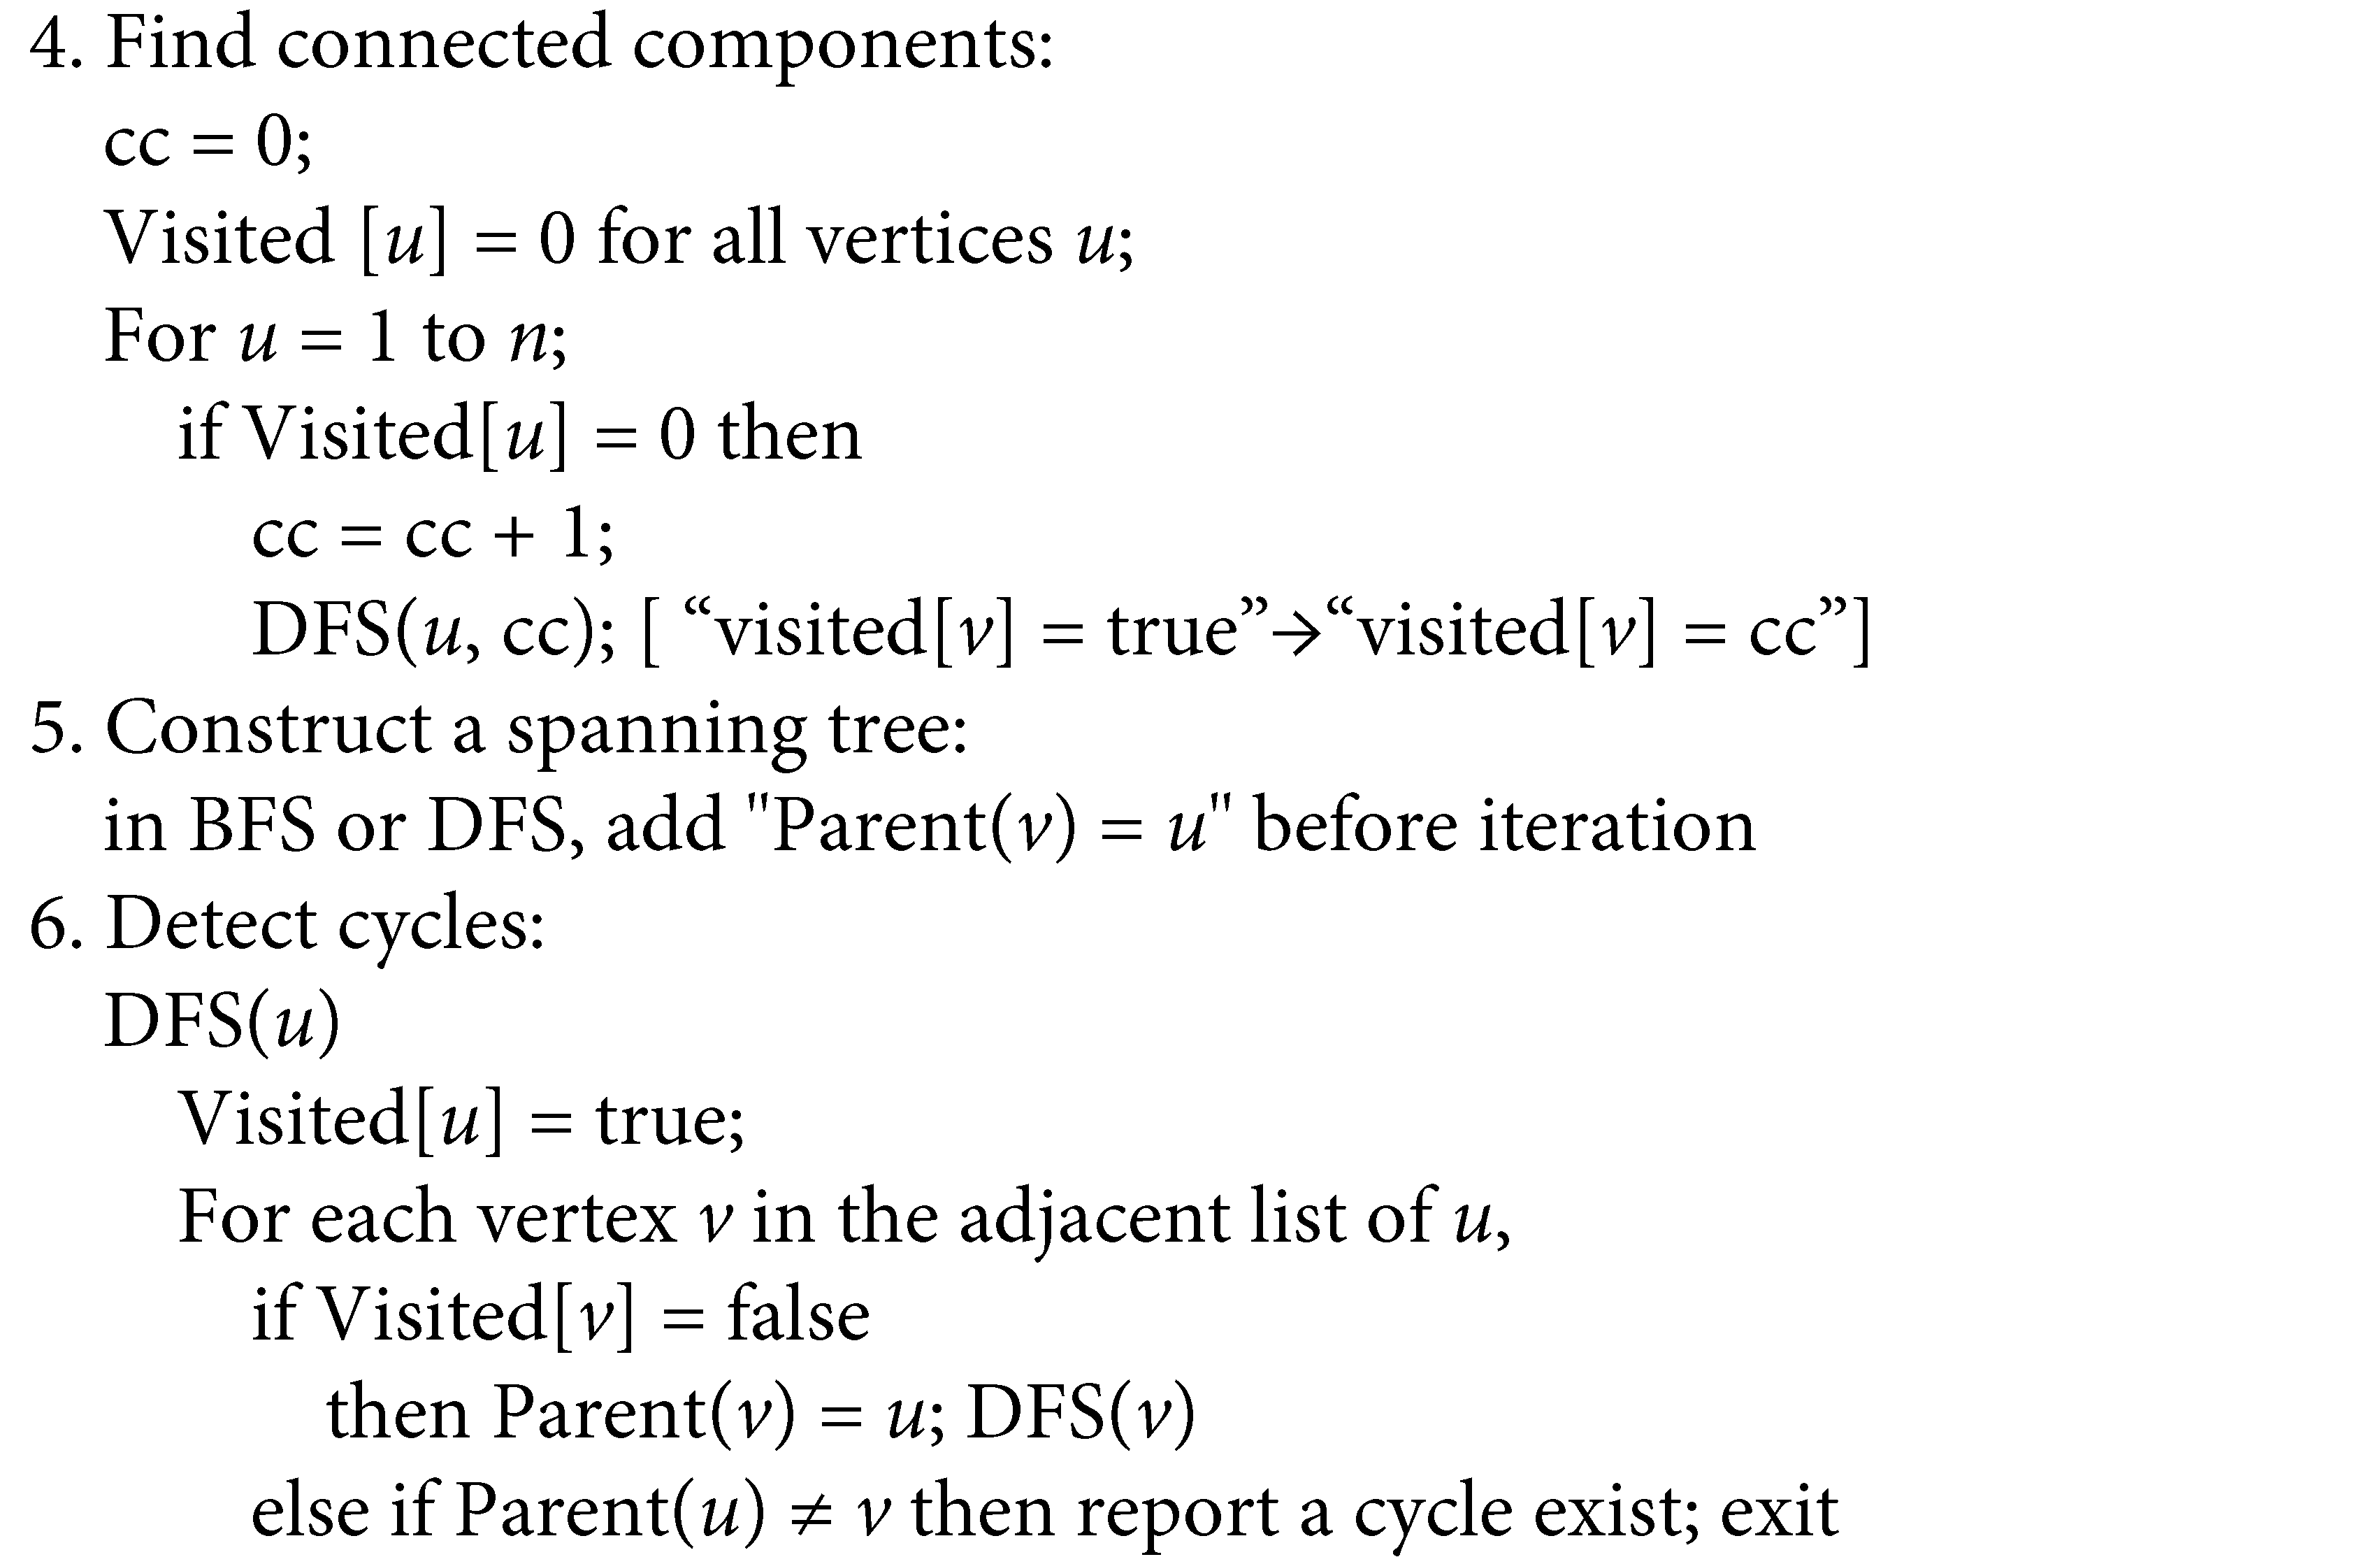 4. Find connected components:
cc = 0;
Visited [u] = 0 for all vertices u;
For u = 1 to n;
if Visited[u] = 0 then
cc = cc + 1;
DFS(u, cc); [ “visited[v] = true”→“visited[v] = cc”]
5. Construct a spanning tree:
in BFS or DFS, add "Parent(v) = u" before iteration
6. Detect cycles:
DFS(u)
Visited[u] = true;
For each vertex v in the adjacent list of u,
if Visited[v] = false
then Parent(v) = u; DFS(v)
else if Parent(u) ≠ v then report a cycle exist; exit